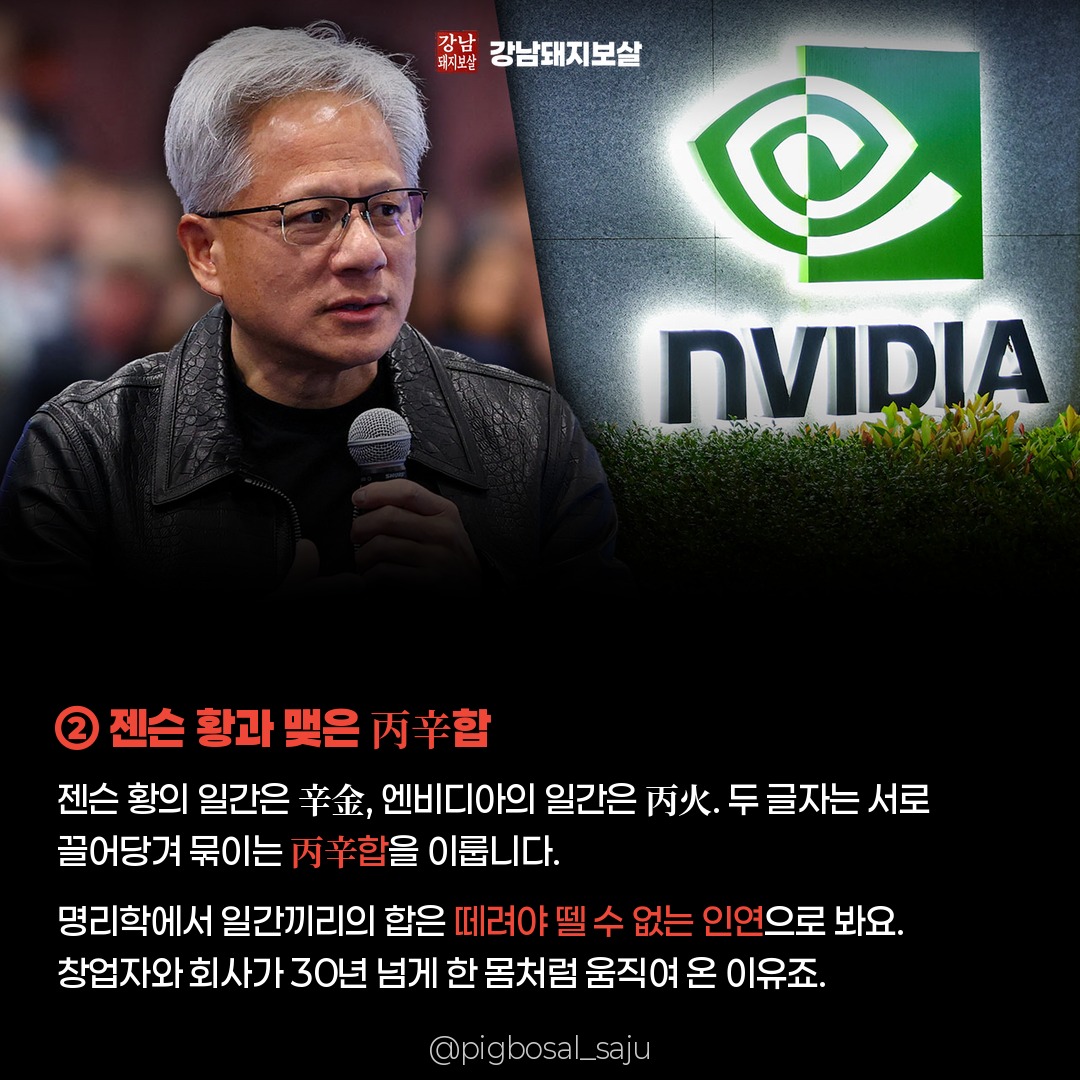 강남
돼지보살
강남돼지보살
NVIDIA
② 젠슨 황과 맺은 丙辛합
젠슨 황의 일간은 辛金, 엔비디아의 일간은 丙火. 두 글자는 서로
끌어당겨 묶이는 丙辛합을 이룹니다.
명리학에서 일간끼리의 합은 떼려야 뗄 수 없는 인연으로 봐요.
창업자와 회사가 30년 넘게 한 몸처럼 움직여 온 이유죠.
@pigbosal_saju